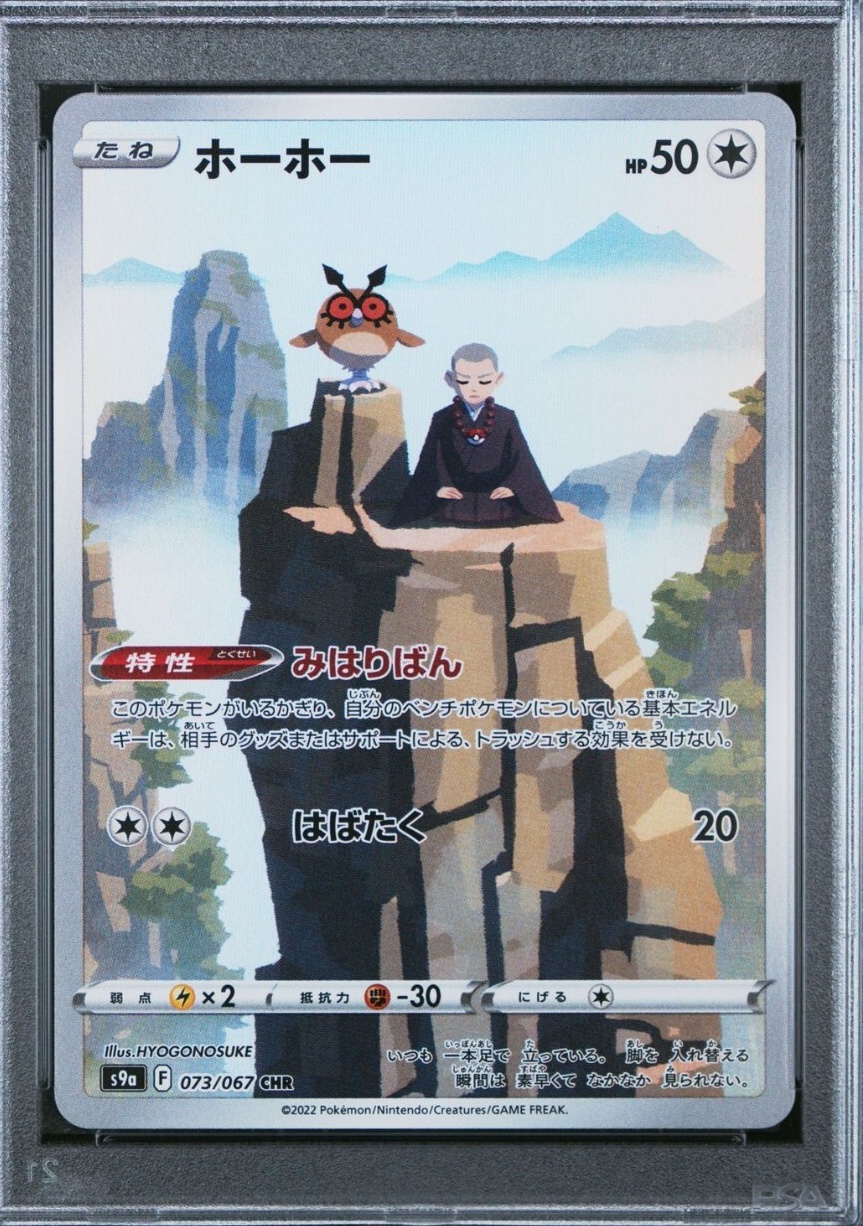 たね ホーホー HP50
特性 とくせい みはりばん
このポケモンがいるかぎり、自分のベンチポケモンについている基本エネル
ギーは、相手のグッズまたはサポートによる、トラッシュする効果を受けない。
はばたく 20
弱点 ×2 抵抗力 -30 にげる
Illus.HYOGONOSUKE
いつも 一本足で 立っている。 脚を 入れ替える
瞬間は 素早くて なかなか 見られない。
s9a F 073/067 CHR
©2022 Pokémon/Nintendo/Creatures/GAME FREAK.
21
PSA